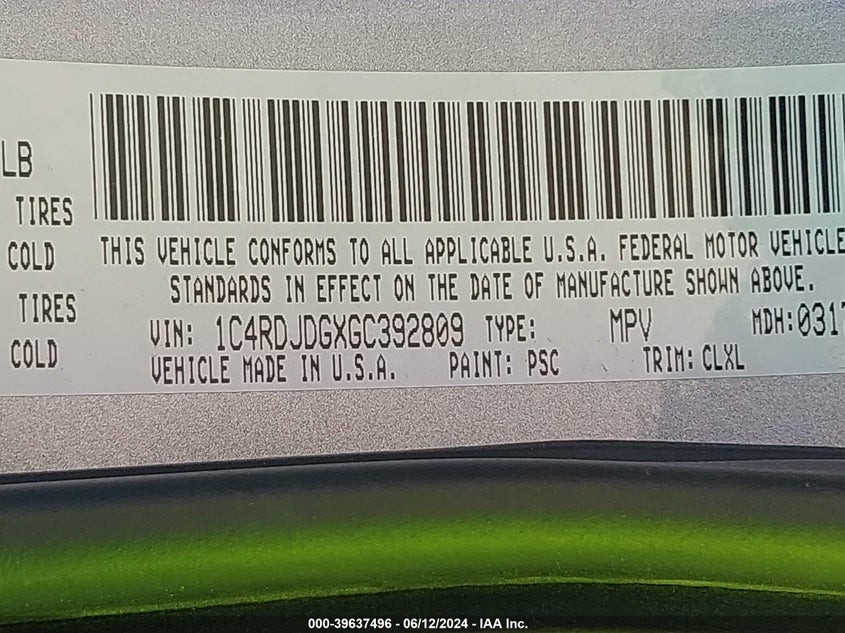 LB
TIRES
COLD
TIRES
COLD
THIS VEHICLE CONFORMS TO ALL APPLICABLE U.S.A. FEDERAL MOTOR VEHICLE
STANDARDS IN EFFECT ON THE DATE OF MANUFACTURE SHOWN ABOVE.
VIN: 1C4RDJDGXGC392809 TYPE: MPV MDH:0317
VEHICLE MADE IN U.S.A. PAINT: PSC TRIM: CLXL
000-39637496 - 06/12/2024 - IAA Inc.